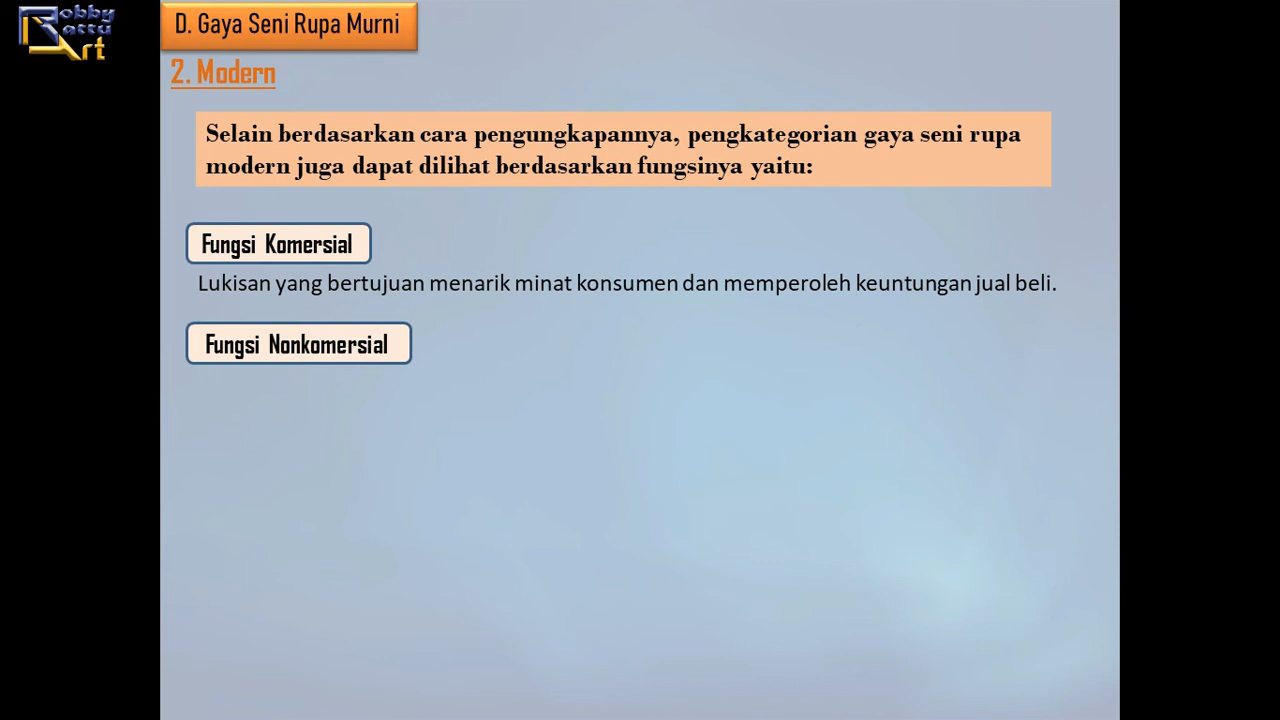 Robby
Rattu
Art
D. Gaya Seni Rupa Murni
2. Modern
Selain berdasarkan cara pengungkapannya, pengkategorian gaya seni rupa
modern juga dapat dilihat berdasarkan fungsinya yaitu:
Fungsi Komersial
Lukisan yang bertujuan menarik minat konsumen dan memperoleh keuntungan jual beli.
Fungsi Nonkomersial